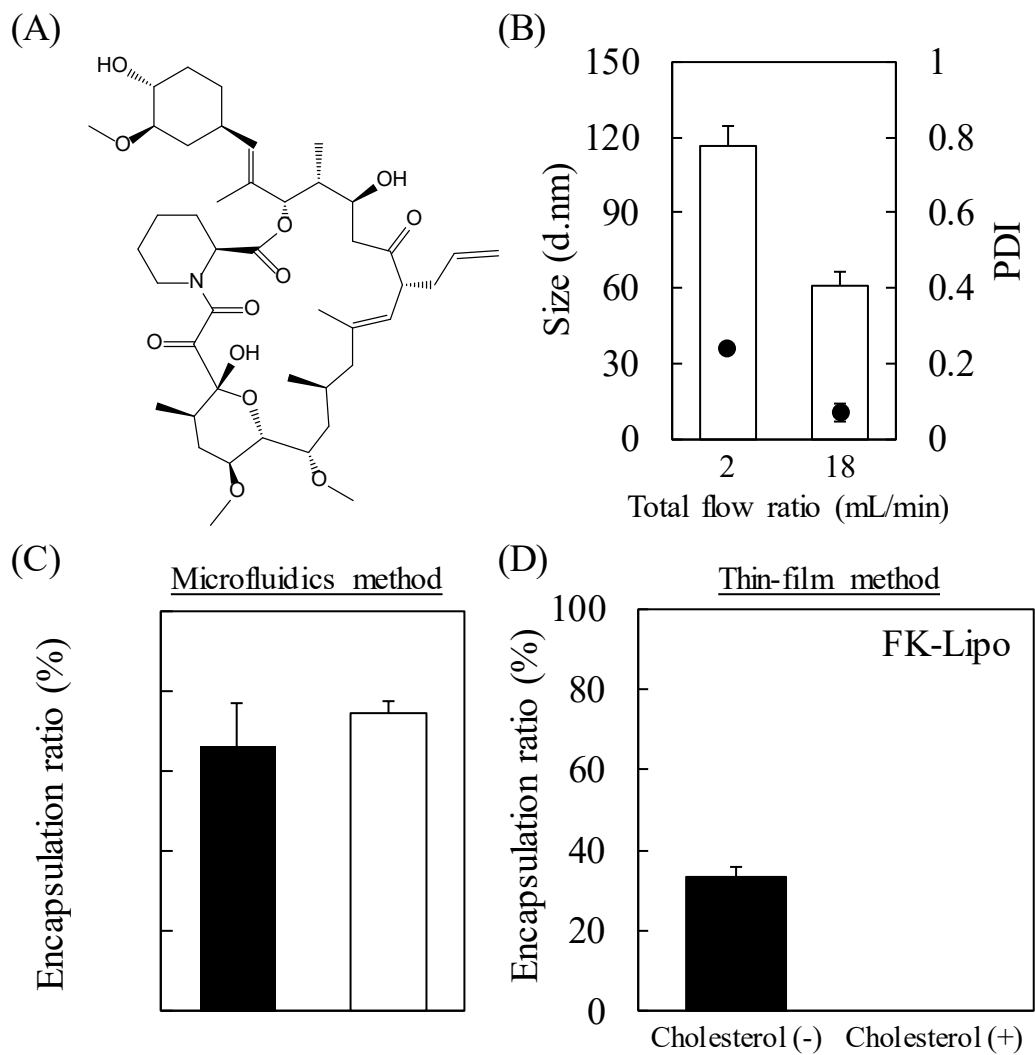 (A)
HO
O
OH
O
O
O
O
N
O
O
OH
O
O
O
(B)
150
120
90
60
30
0
Size (d.nm)
1
0.8
0.6
0.4
0.2
0
PDI
2 18
Total flow ratio (mL/min)
(C)
Microfluidics method
Encapsulation ratio (%)
(D)
Thin-film method
FK-Lipo
100
80
60
40
20
0
Encapsulation ratio (%)
Cholesterol (-) Cholesterol (+)